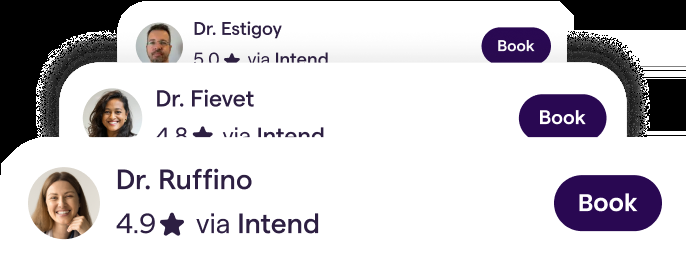 Dr. Estigoy
5.0 ★ via Intend
Book
Dr. Fievet
4.8 ★ via Intend
Book
Dr. Ruffino
4.9 ★ via Intend
Book